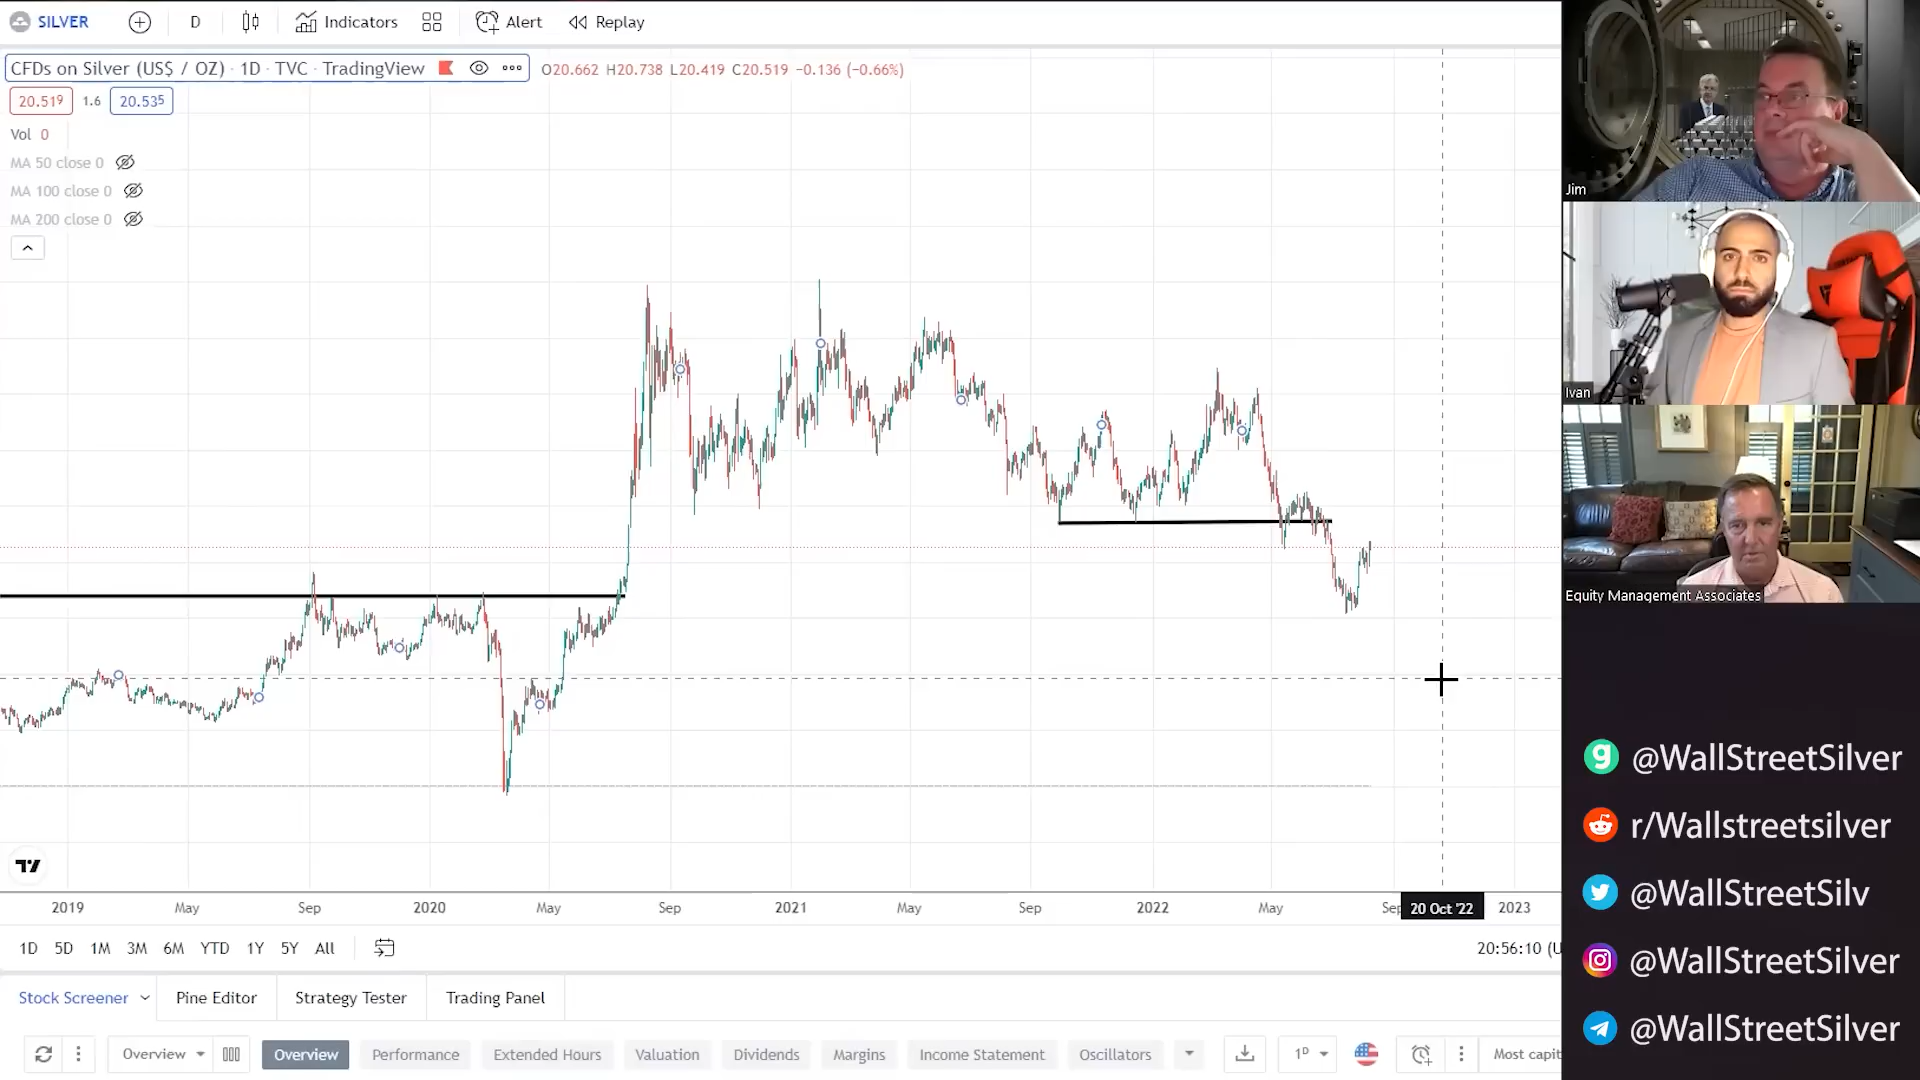 SILVER D Indicators Alert Replay
CFDs on Silver (US$ / OZ) · 1D · TVC · TradingView O20.662 H20.738 L20.419 C20.519 −0.136 (−0.66%)
20.519 1.6 20.535
Vol 0
MA 50 close 0
MA 100 close 0
MA 200 close 0
Jim
Ivan
Equity Management Associates
@WallStreetSilver
r/Wallstreetsilver
@WallStreetSilv
@WallStreetSilver
@WallStreetSilver
2019 May Sep 2020 May Sep 2021 May Sep 2022 May Sep 20 Oct '22 2023
1D 5D 1M 3M 6M YTD 1Y 5Y All 20:56:10 (U
Stock Screener Pine Editor Strategy Tester Trading Panel
Overview Overview Performance Extended Hours Valuation Dividends Margins Income Statement Oscillators 1D Most capit